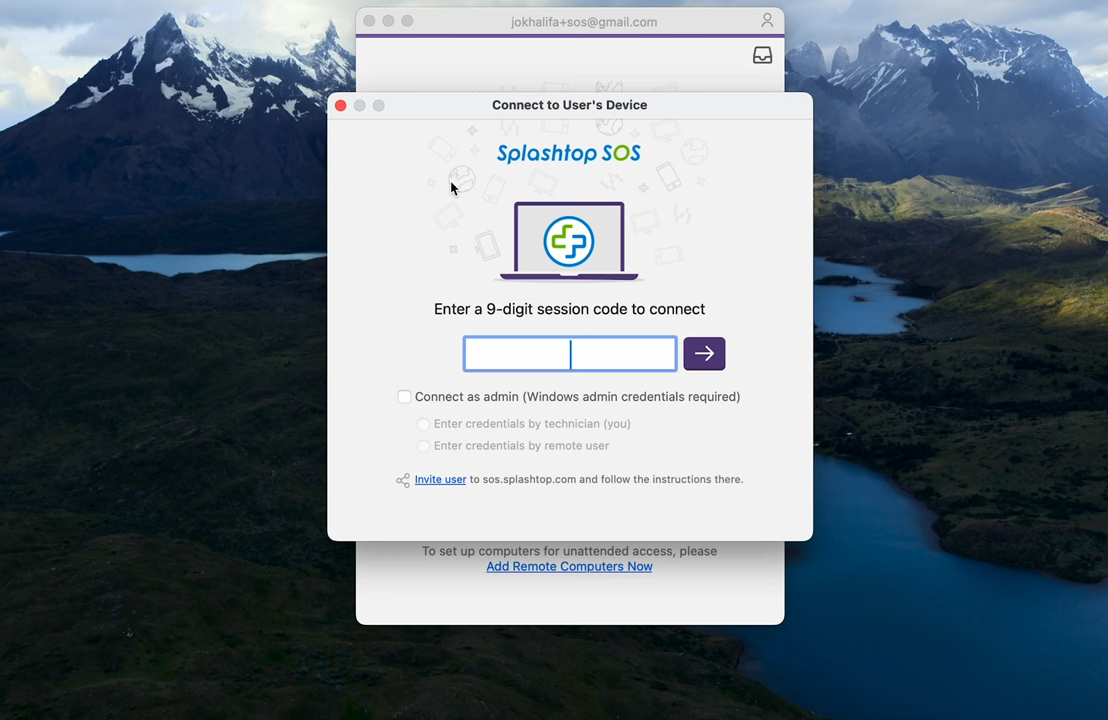 jokhalifa+sos@gmail.com
Connect to User's Device
Splashtop SOS
Enter a 9-digit session code to connect
Connect as admin (Windows admin credentials required)
Enter credentials by technician (you)
Enter credentials by remote user
Invite user to sos.splashtop.com and follow the instructions there.
To set up computers for unattended access, please
Add Remote Computers Now